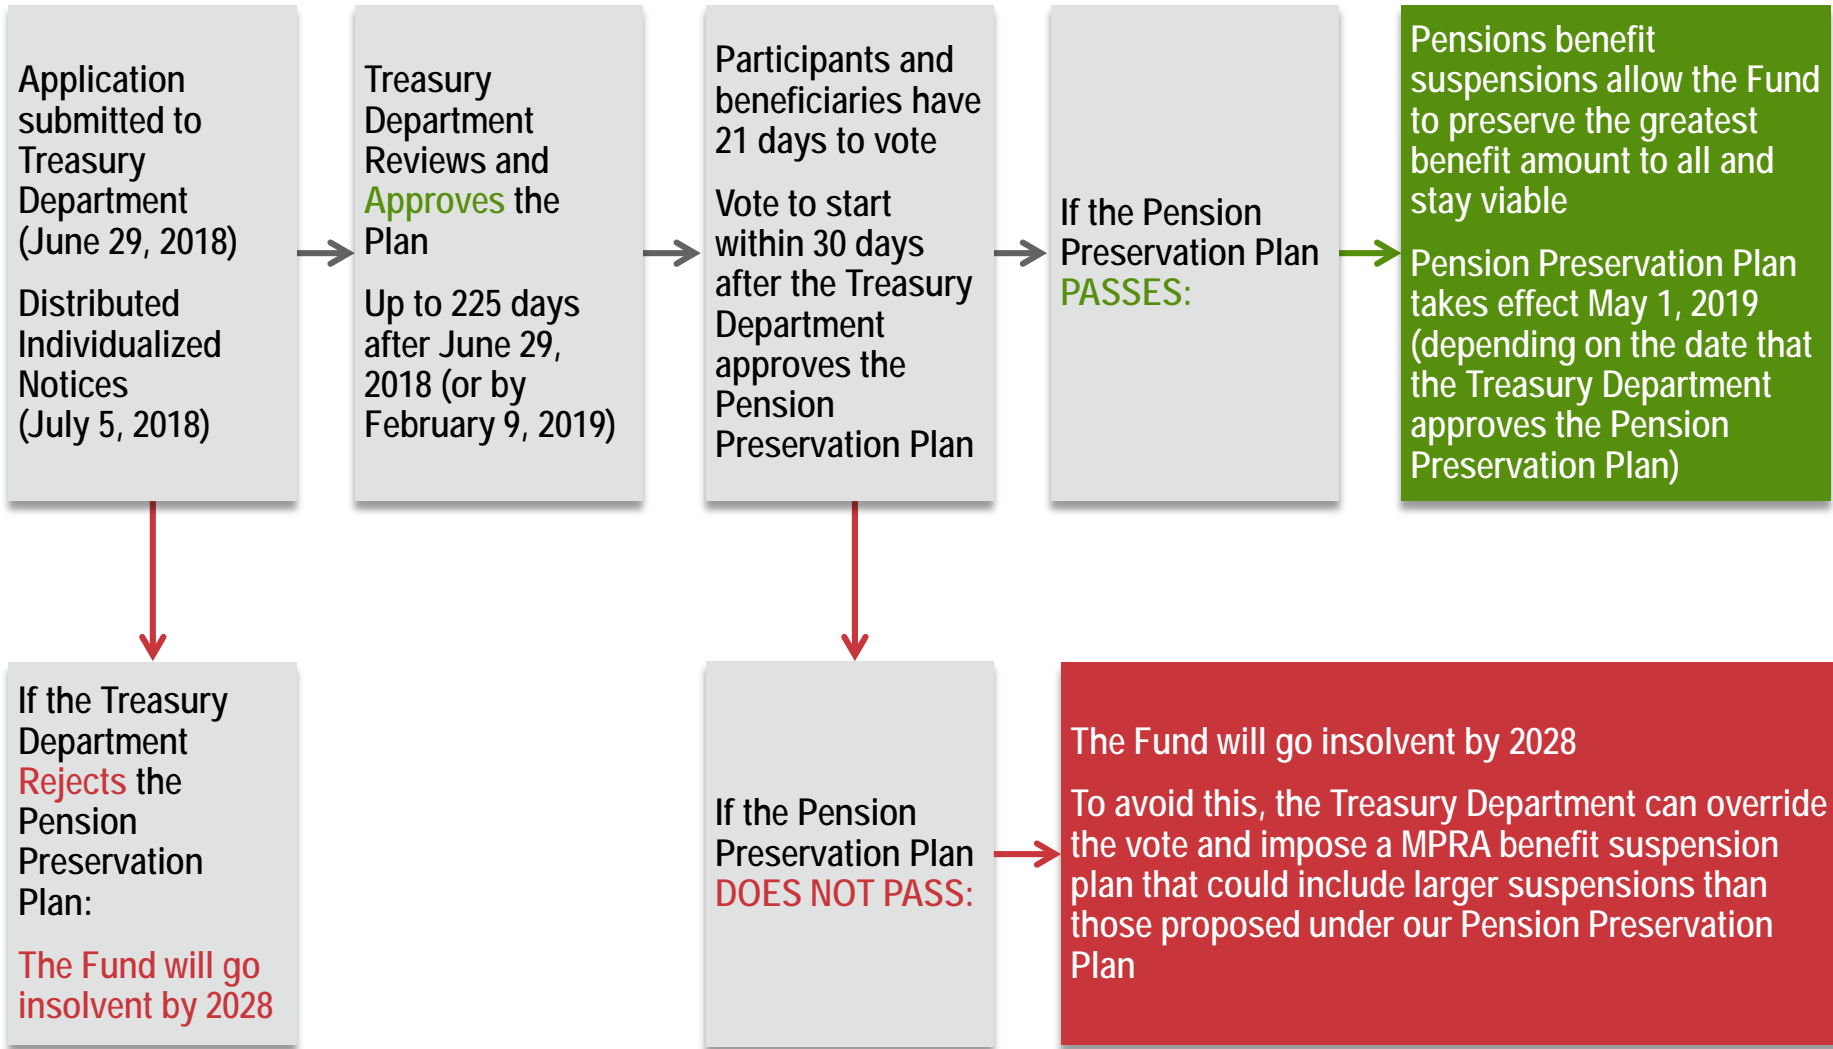 Application
submitted to
Treasury
Department
(June 29, 2018)
Distributed
Individualized
Notices
(July 5, 2018)
Treasury
Department
Reviews and
Approves the
Plan
Up to 225 days
after June 29,
2018 (or by
February 9, 2019)
Participants and
beneficiaries have
21 days to vote
Vote to start
within 30 days
after the Treasury
Department
approves the
Pension
Preservation Plan
If the Pension
Preservation Plan
PASSES:
Pensions benefit
suspensions allow the Fund
to preserve the greatest
benefit amount to all and
stay viable
Pension Preservation Plan
takes effect May 1, 2019
(depending on the date that
the Treasury Department
approves the Pension
Preservation Plan)
If the Treasury
Department
Rejects the
Pension
Preservation
Plan:
The Fund will go
insolvent by 2028
If the Pension
Preservation Plan
DOES NOT PASS:
The Fund will go insolvent by 2028
To avoid this, the Treasury Department can override
the vote and impose a MPRA benefit suspension
plan that could include larger suspensions than
those proposed under our Pension Preservation
Plan